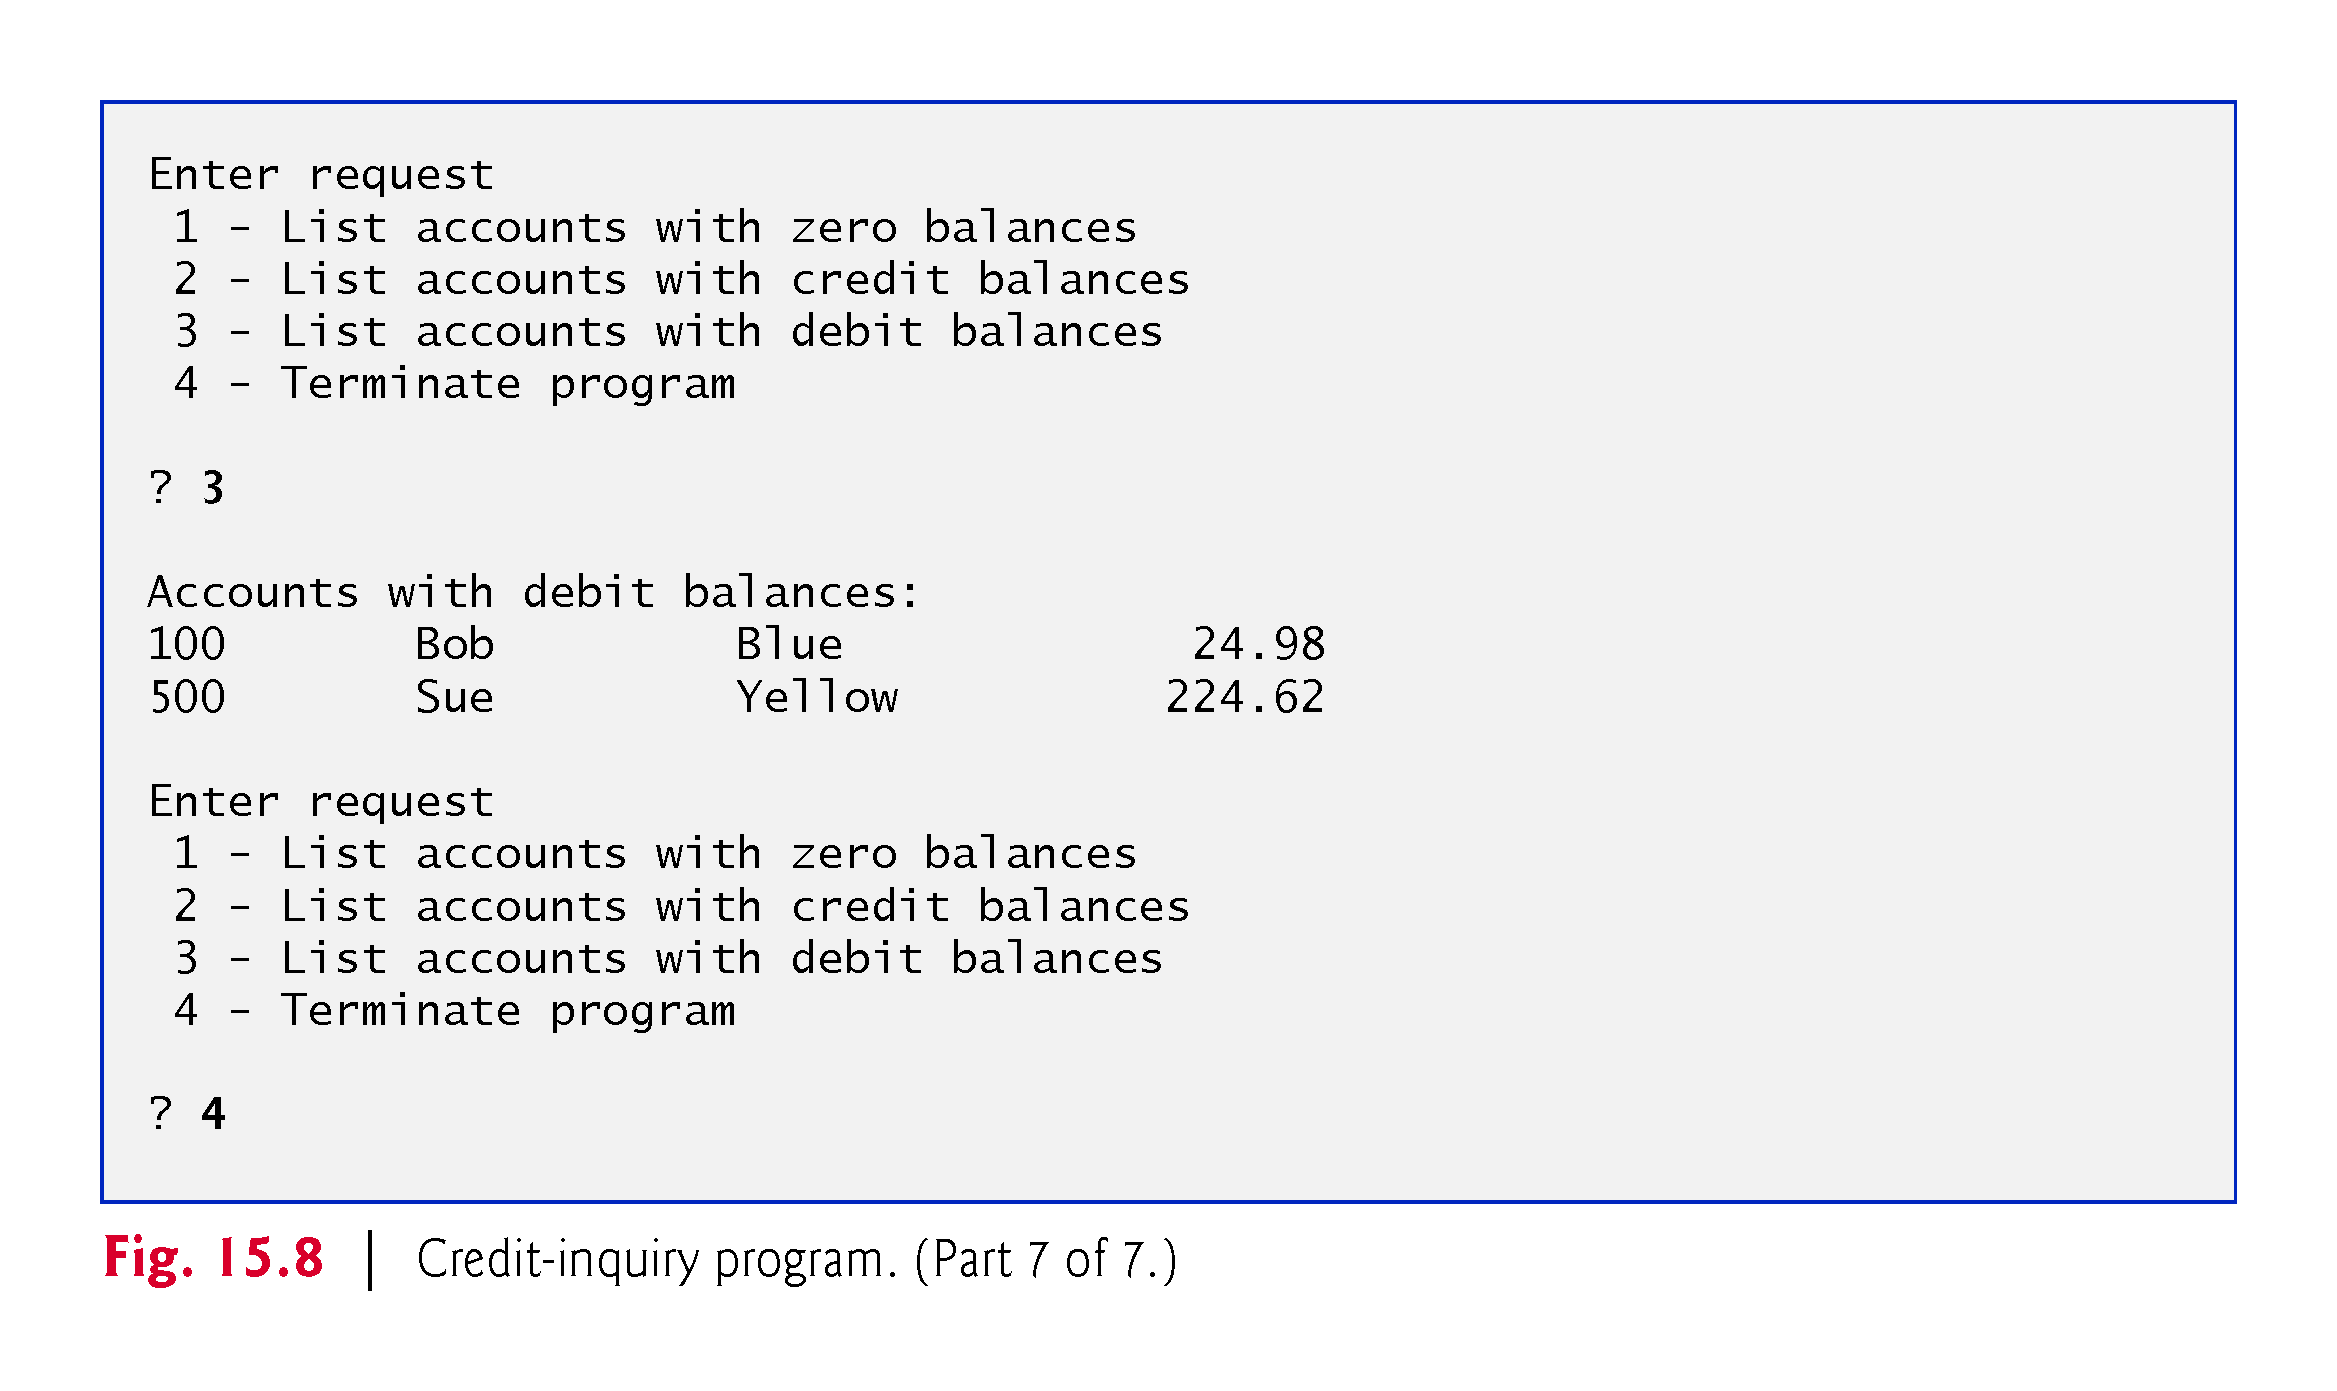 Enter request
 1 - List accounts with zero balances
 2 - List accounts with credit balances
 3 - List accounts with debit balances
 4 - Terminate program
? 3
Accounts with debit balances:
100       Bob         Blue             24.98
500       Sue         Yellow          224.62
Enter request
 1 - List accounts with zero balances
 2 - List accounts with credit balances
 3 - List accounts with debit balances
 4 - Terminate program
? 4
Fig. 15.8 | Credit-inquiry program. (Part 7 of 7.)